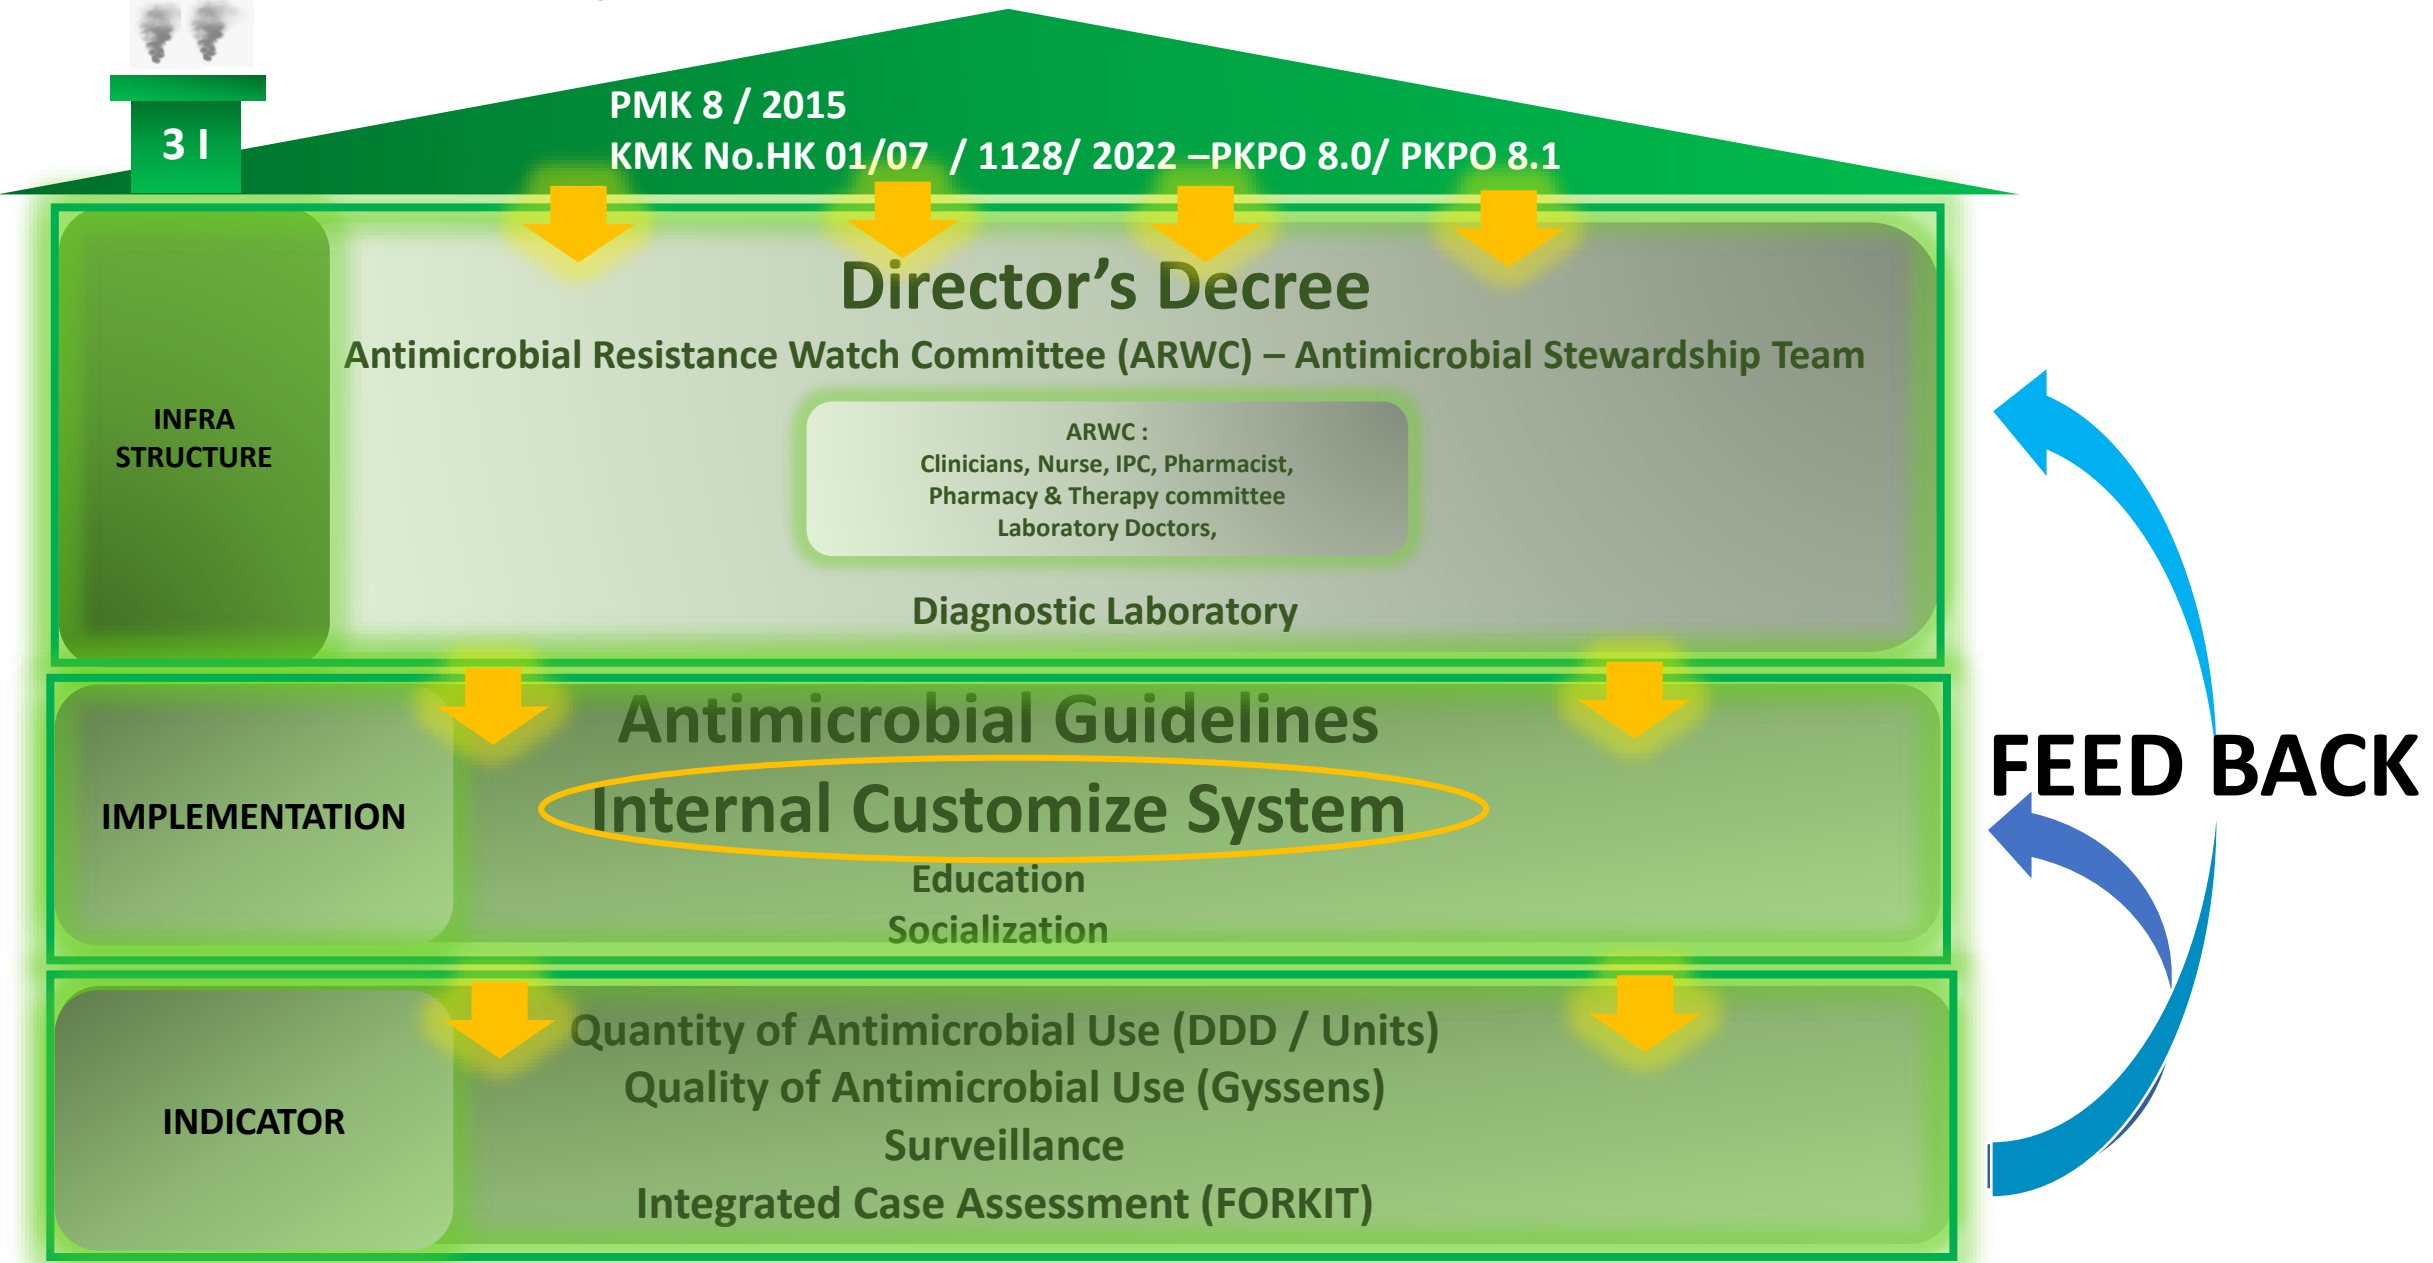 3 I
PMK 8 / 2015
KMK No.HK 01/07 / 1128/ 2022 –PKPO 8.0/ PKPO 8.1
INFRA
STRUCTURE
Director’s Decree
Antimicrobial Resistance Watch Committee (ARWC) – Antimicrobial Stewardship Team
ARWC :
Clinicians, Nurse, IPC, Pharmacist,
Pharmacy & Therapy committee
Laboratory Doctors,
Diagnostic Laboratory
IMPLEMENTATION
Antimicrobial Guidelines
Internal Customize System
Education
Socialization
FEED BACK
INDICATOR
Quantity of Antimicrobial Use (DDD / Units)
Quality of Antimicrobial Use (Gyssens)
Surveillance
Integrated Case Assessment (FORKIT)